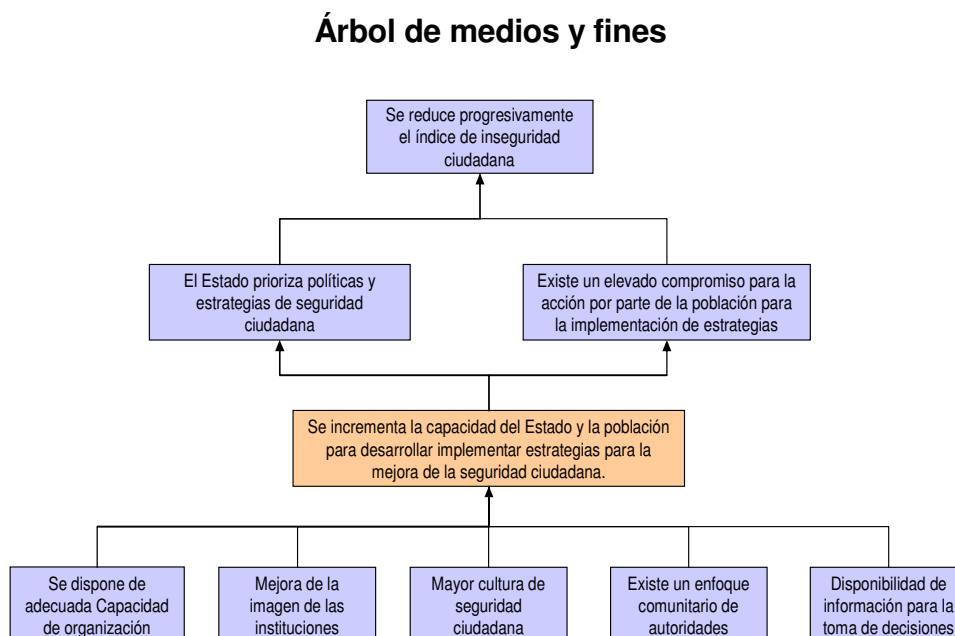 Árbol de medios y fines
Se reduce progresivamente
el índice de inseguridad
ciudadana
El Estado prioriza políticas y
estrategias de seguridad
ciudadana
Existe un elevado compromiso para la
acción por parte de la población para
la implementación de estrategias
Se incrementa la capacidad del Estado y la población
para desarrollar implementar estrategias para la
mejora de la seguridad ciudadana.
Se dispone de
adecuada Capacidad
de organización
Mejora de la
imagen de las
instituciones
Mayor cultura de
seguridad
ciudadana
Existe un enfoque
comunitario de
autoridades
Disponibilidad de
información para la
toma de decisiones